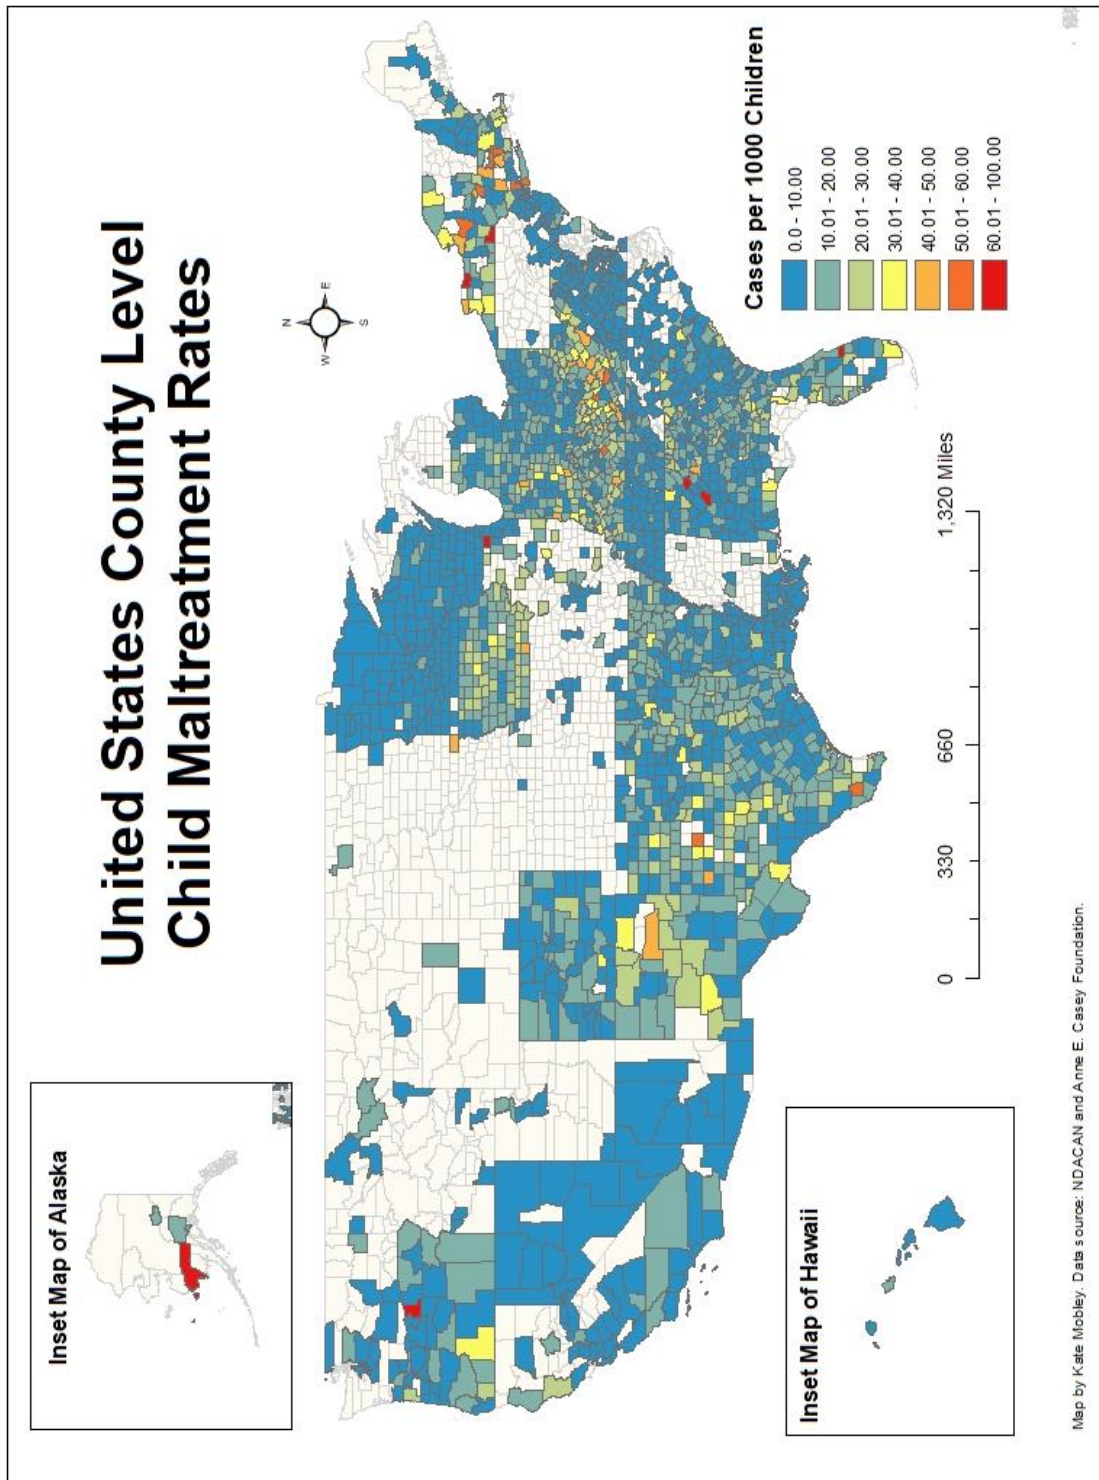 United States County Level
Child Maltreatment Rates
Inset Map of Alaska
N
W
E
S
Cases per 1000 Children
0.0 - 10.00
10.01 - 20.00
20.01 - 30.00
30.01 - 40.00
40.01 - 50.00
50.01 - 60.00
60.01 - 100.00
Inset Map of Hawaii
0
330
660
1,320 Miles
Map by Kate Mobley. Data source: NDACAN and Anne E. Casey Foundation.